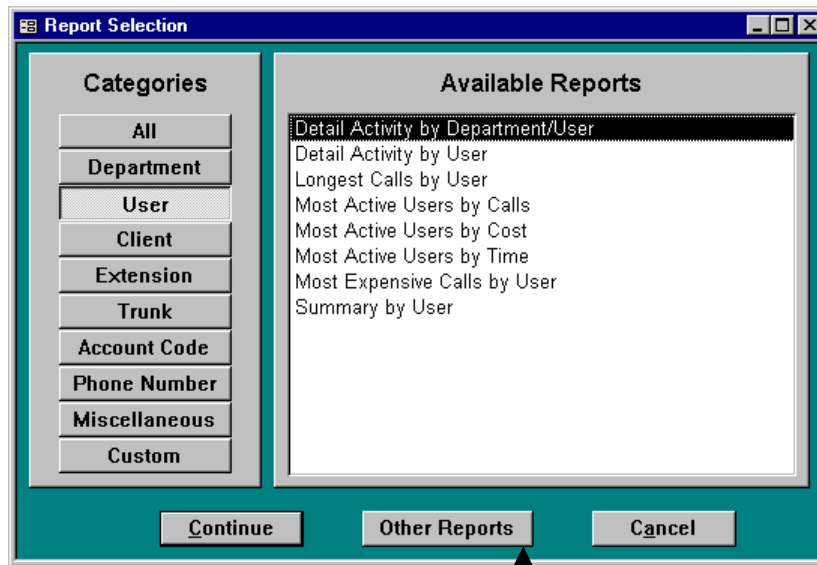 Report Selection
Categories
All
Department
User
Client
Extension
Trunk
Account Code
Phone Number
Miscellaneous
Custom
Available Reports
Detail Activity by Department/User
Detail Activity by User
Longest Calls by User
Most Active Users by Calls
Most Active Users by Cost
Most Active Users by Time
Most Expensive Calls by User
Summary by User
Continue
Other Reports
Cancel